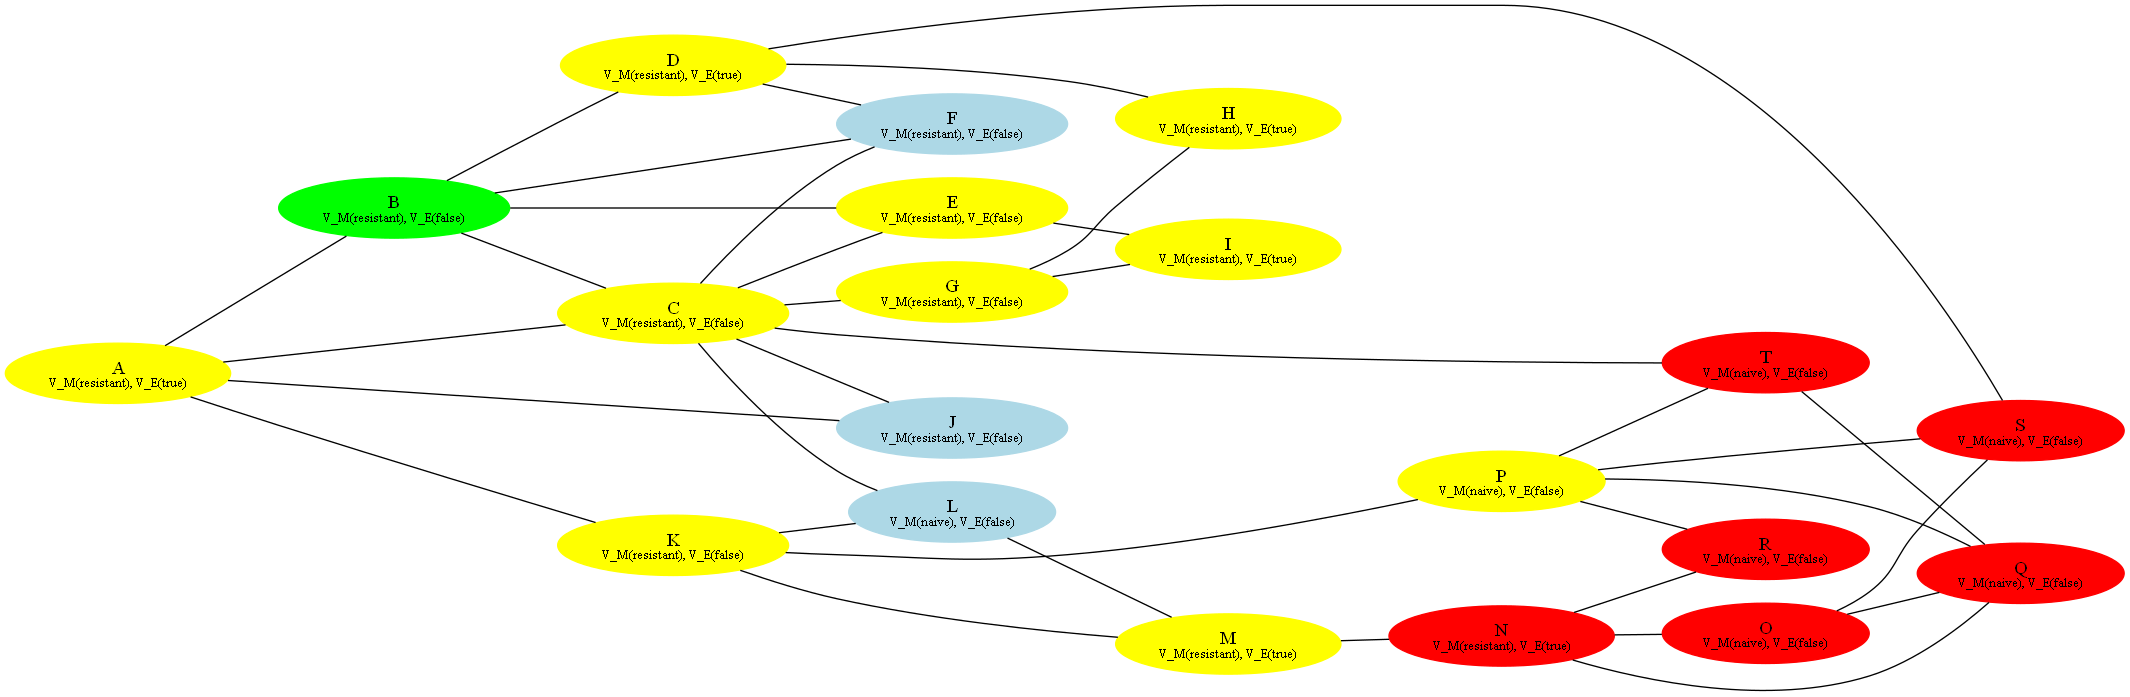 D
V_M(resistant), V_E(true)
F
V_M(resistant), V_E(false)
H
V_M(resistant), V_E(true)
B
V_M(resistant), V_E(false)
E
V_M(resistant), V_E(false)
I
V_M(resistant), V_E(true)
G
V_M(resistant), V_E(false)
C
V_M(resistant), V_E(false)
A
V_M(resistant), V_E(true)
T
V_M(naive), V_E(false)
J
V_M(resistant), V_E(false)
S
V_M(naive), V_E(false)
P
V_M(naive), V_E(false)
L
V_M(naive), V_E(false)
K
V_M(resistant), V_E(false)
R
V_M(naive), V_E(false)
Q
V_M(naive), V_E(false)
M
V_M(resistant), V_E(true)
N
V_M(resistant), V_E(true)
O
V_M(naive), V_E(false)